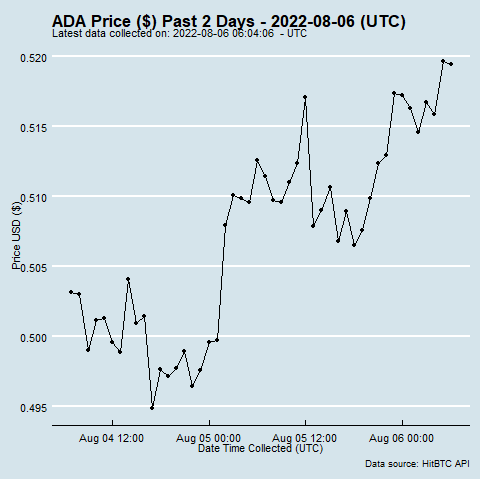 ADA Price ($) Past 2 Days - 2022-08-06 (UTC)
Latest data collected on: 2022-08-06 06:04:06  - UTC
0.520
0.515
0.510
0.505
0.500
0.495
Price USD ($)
Aug 04 12:00 Aug 05 00:00 Aug 05 12:00 Aug 06 00:00
Date Time Collected (UTC)
Data source: HitBTC API